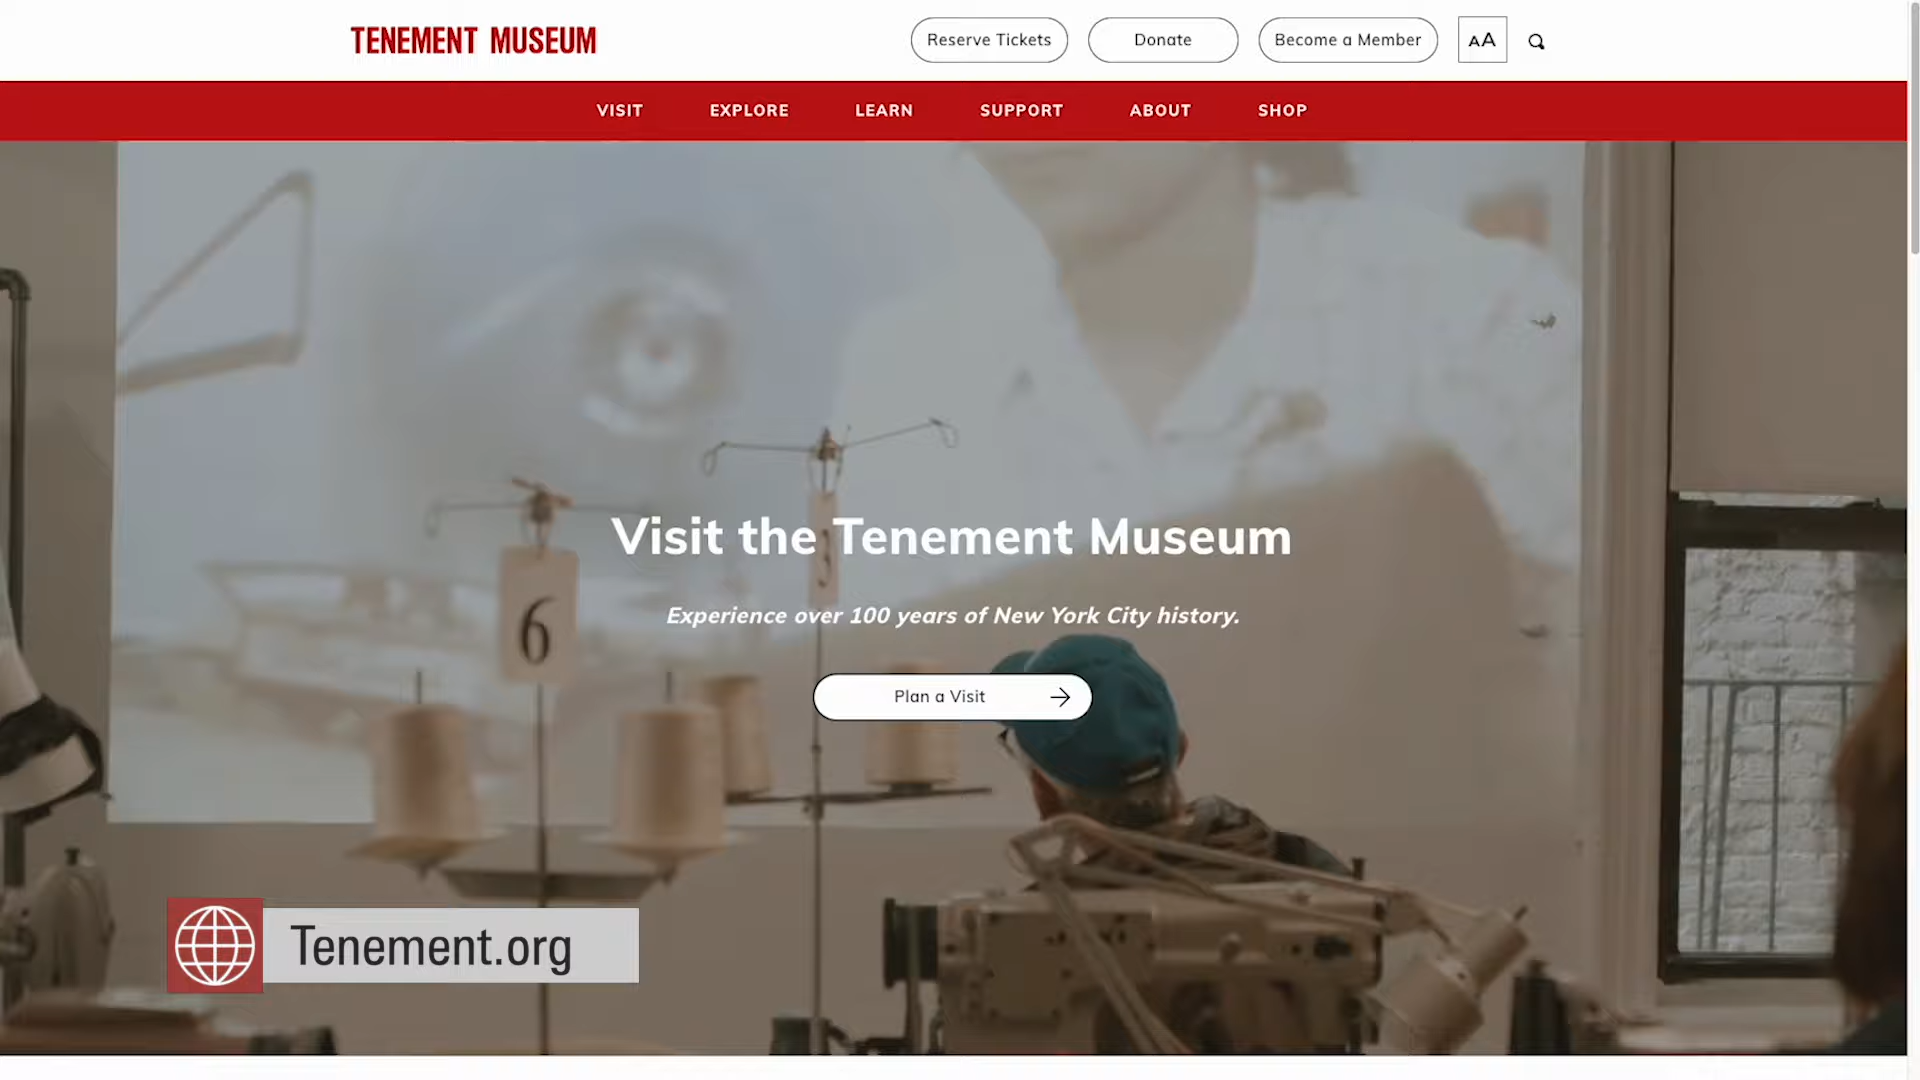 TENEMENT MUSEUM
Reserve Tickets
Donate
Become a Member
AA
VISIT
EXPLORE
LEARN
SUPPORT
ABOUT
SHOP
Visit the Tenement Museum
3
Experience over 100 years of New York City history.
6
Plan a Visit
Tenement.org